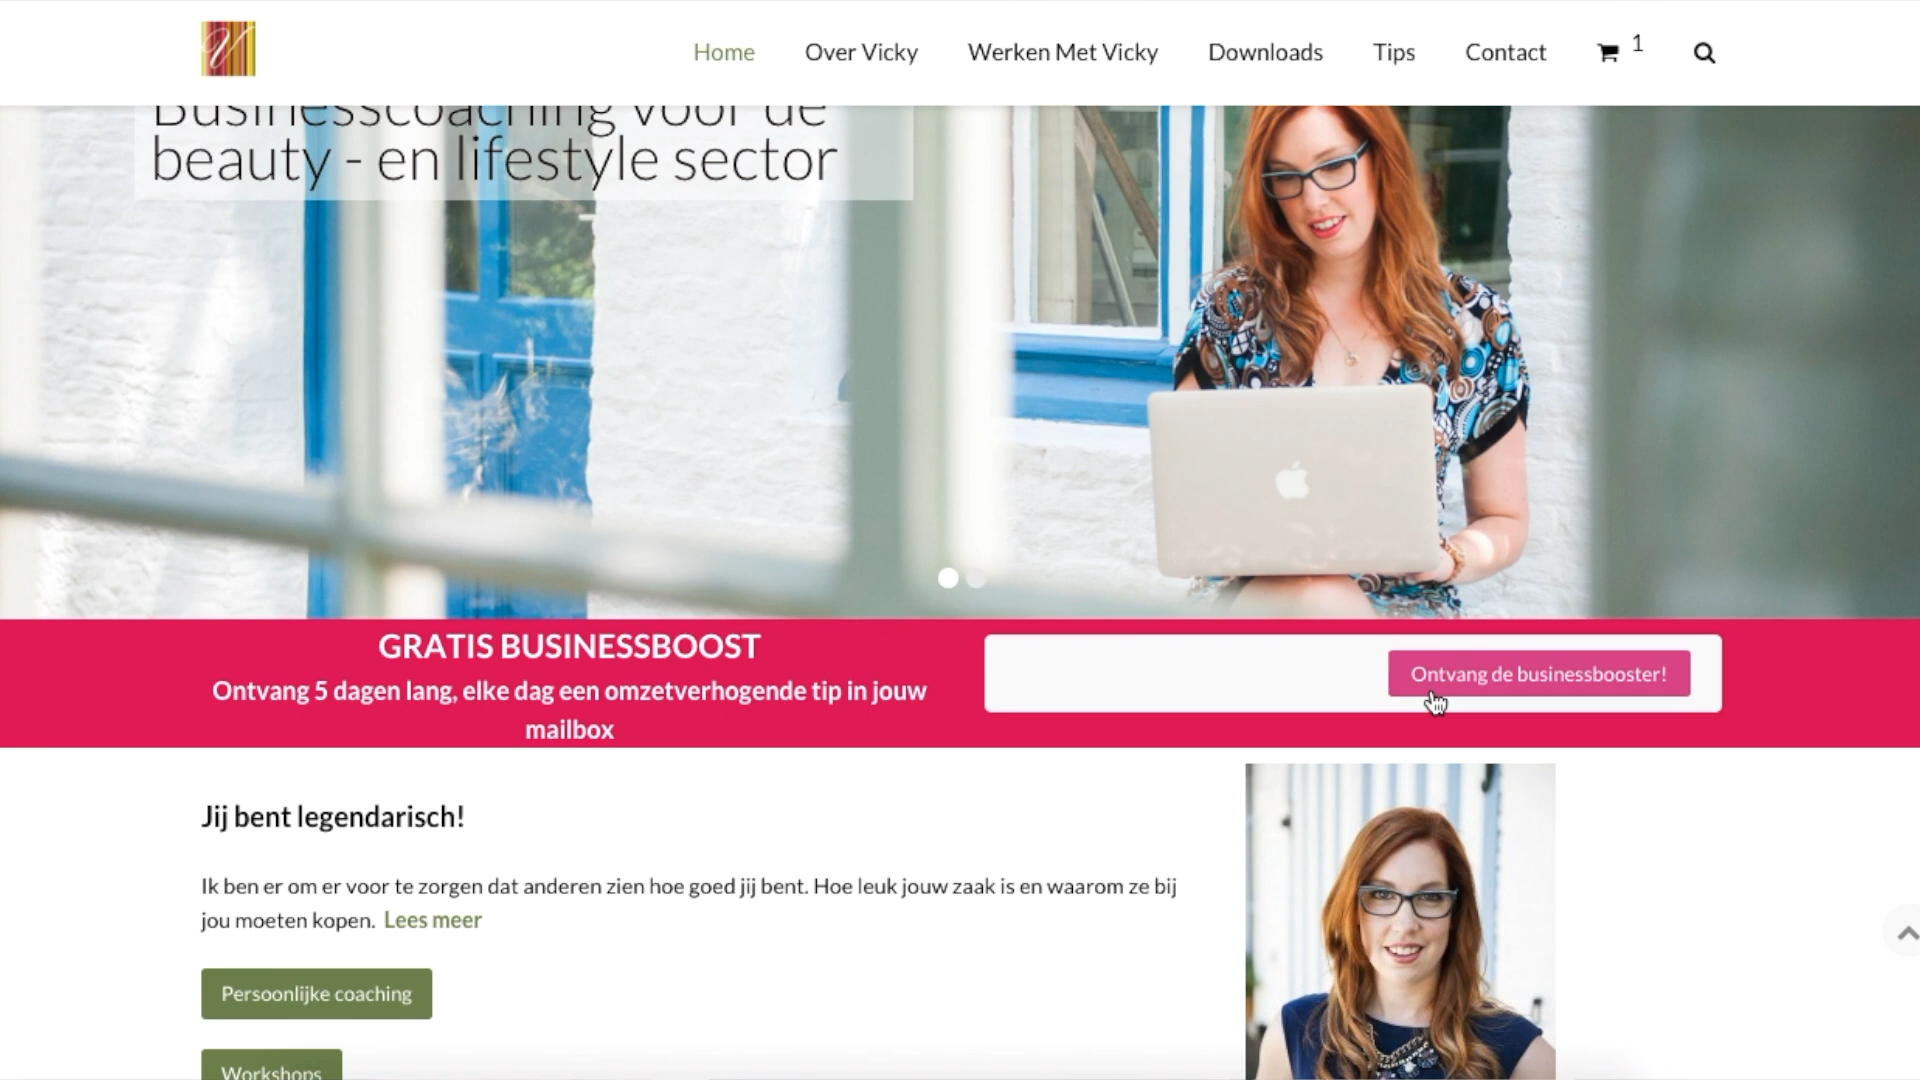 V
Home Over Vicky Werken Met Vicky Downloads Tips Contact 1
Businesscoaching voor de
beauty - en lifestyle sector
GRATIS BUSINESSBOOST
Ontvang 5 dagen lang, elke dag een omzetverhogende tip in jouw
mailbox
Ontvang de businessbooster!
Jij bent legendarisch!
Ik ben er om er voor te zorgen dat anderen zien hoe goed jij bent. Hoe leuk jouw zaak is en waarom ze bij
jou moeten kopen. Lees meer
Persoonlijke coaching
Workshops